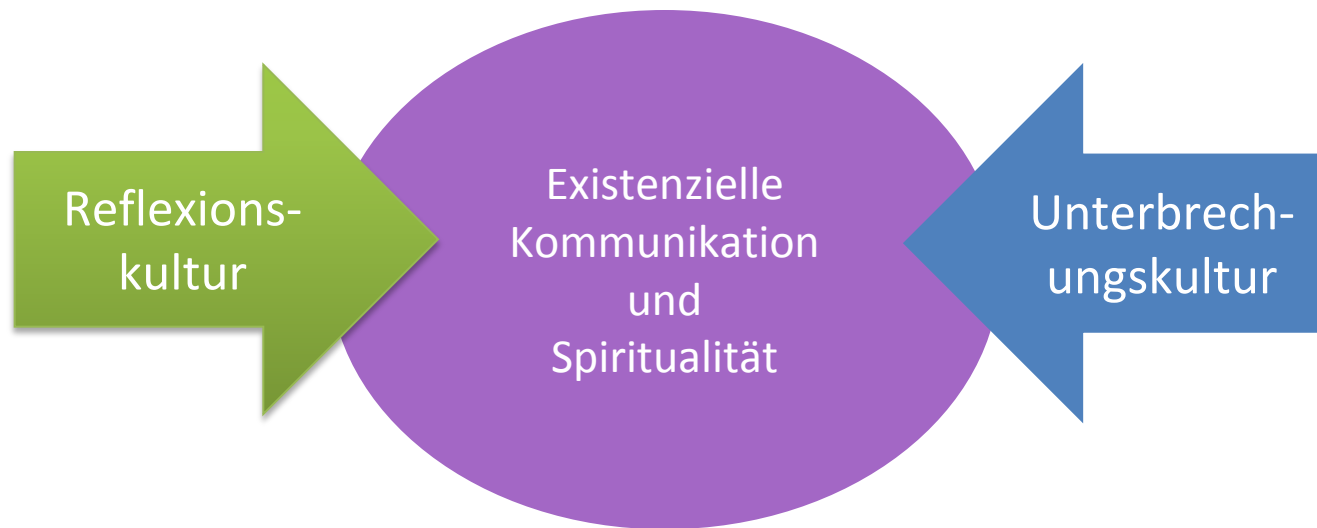 Reflexions-
kultur
Existenzielle
Kommunikation
und
Spiritualität
Unterbrech-
ungskultur